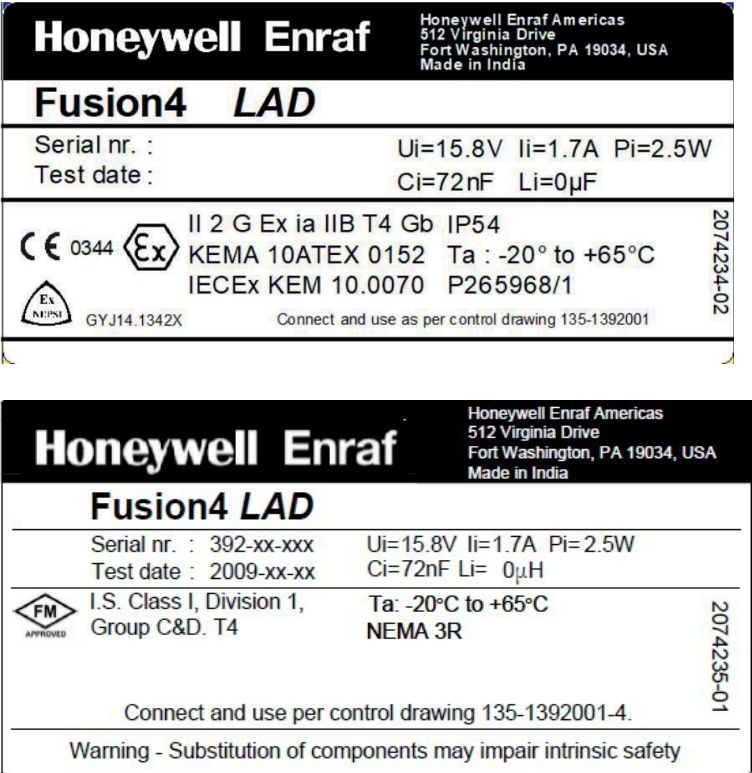 Honeywell Enraf
Honeywell Enraf Americas
512 Virginia Drive
Fort Washington, PA 19034, USA
Made in India
Fusion4 LAD
Serial nr. :
Test date :
Ui=15.8V Ii=1.7A Pi=2.5W
Ci=72nF Li=0µF
CE 0344
Ex
II 2 G Ex ia IIB T4 Gb IP54
KEMA 10ATEX 0152 Ta : -20° to +65°C
IECEx KEM 10.0070 P265968/1
Ex
NEPSI
GYJ14.1342X
Connect and use as per control drawing 135-1392001
2074234-02
Honeywell Enraf
Honeywell Enraf Americas
512 Virginia Drive
Fort Washington, PA 19034, USA
Made in India
Fusion4 LAD
Serial nr. : 392-xx-xxx
Test date : 2009-xx-xx
Ui=15.8V Ii=1.7A Pi=2.5W
Ci=72nF Li= 0µH
FM
APPROVED
I.S. Class I, Division 1,
Group C&D. T4
Ta: -20°C to +65°C
NEMA 3R
2074235-01
Connect and use per control drawing 135-1392001-4.
Warning - Substitution of components may impair intrinsic safety